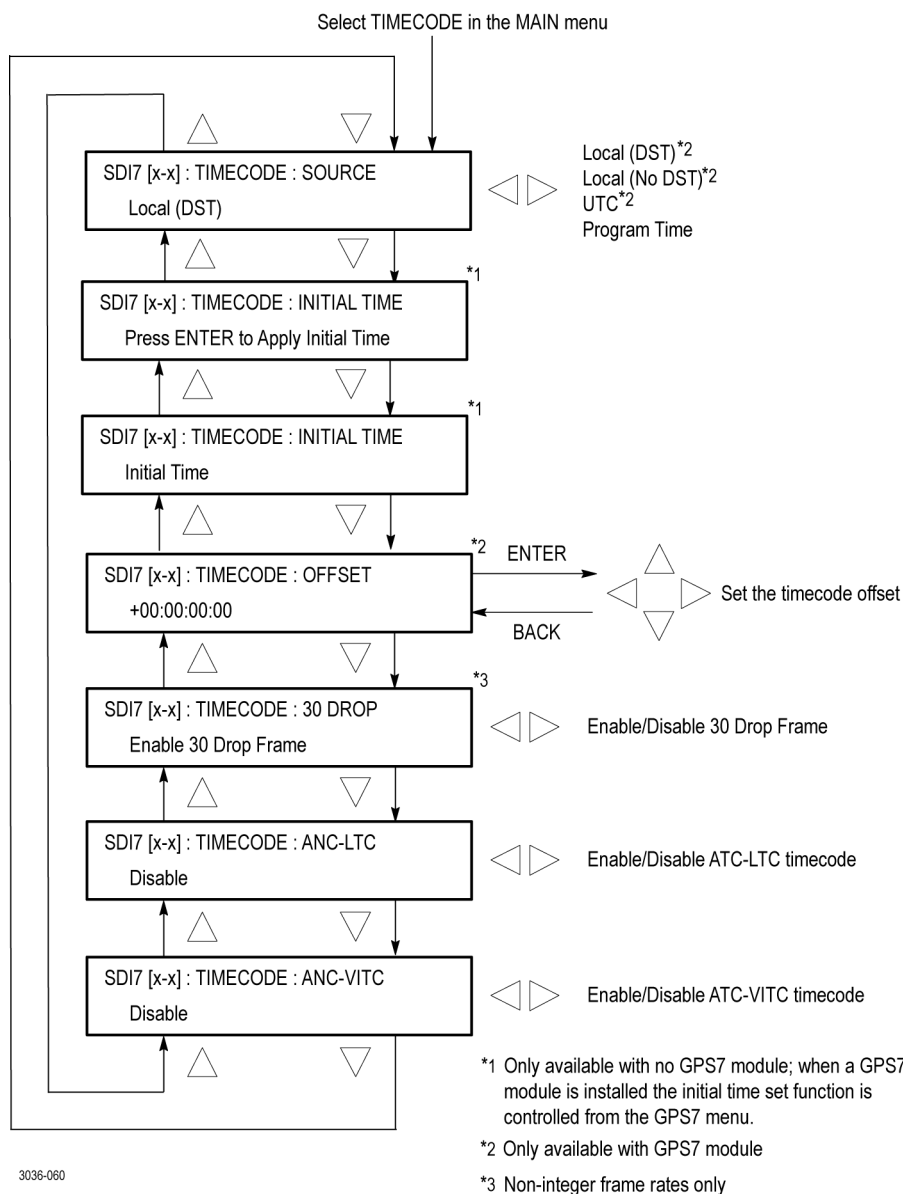 Select TIMECODE in the MAIN menu
SDI7 [x-x] : TIMECODE : SOURCE
Local (DST)
Local (DST)*2
Local (No DST)*2
UTC*2
Program Time
*1
SDI7 [x-x] : TIMECODE : INITIAL TIME
Press ENTER to Apply Initial Time
*1
SDI7 [x-x] : TIMECODE : INITIAL TIME
Initial Time
*2
SDI7 [x-x] : TIMECODE : OFFSET
+00:00:00:00
ENTER
BACK
Set the timecode offset
*3
SDI7 [x-x] : TIMECODE : 30 DROP
Enable 30 Drop Frame
Enable/Disable 30 Drop Frame
SDI7 [x-x] : TIMECODE : ANC-LTC
Disable
Enable/Disable ATC-LTC timecode
SDI7 [x-x] : TIMECODE : ANC-VITC
Disable
Enable/Disable ATC-VITC timecode
*1 Only available with no GPS7 module; when a GPS7
module is installed the initial time set function is
controlled from the GPS7 menu.
*2 Only available with GPS7 module
*3 Non-integer frame rates only
3036-060